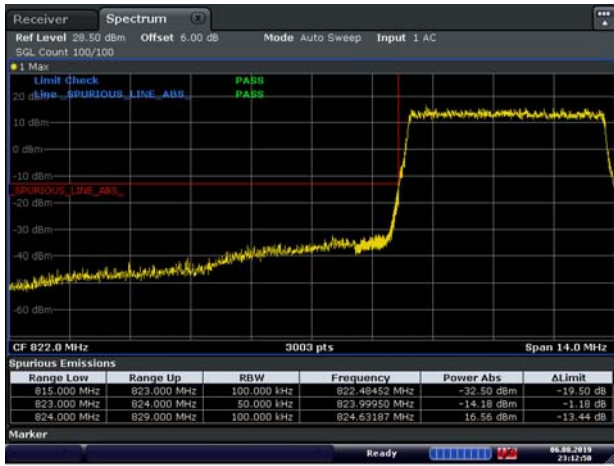 Receiver Spectrum
Ref Level 28.50 dBm Offset 6.00 dB Mode Auto Sweep Input 1 AC
SGL Count 100/100
1 Max
Limit Check PASS
20 dBm Line _SPURIOUS_LINE_ABS_ PASS
10 dBm
0 dBm
-10 dBm
_SPURIOUS_LINE_ABS_
-20 dBm
-30 dBm
-40 dBm
-60 dBm
CF 822.0 MHz 3003 pts Span 14.0 MHz
Spurious Emissions
Range Low Range Up RBW Frequency Power Abs ΔLimit
815.000 MHz 823.000 MHz 100.000 kHz 822.48452 MHz -32.50 dBm -19.50 dB
823.000 MHz 824.000 MHz 50.000 kHz 823.99950 MHz -14.18 dBm -1.18 dB
824.000 MHz 829.000 MHz 100.000 kHz 824.63187 MHz 16.56 dBm -13.44 dB
Marker
Ready 06.08.2019
23:12:50